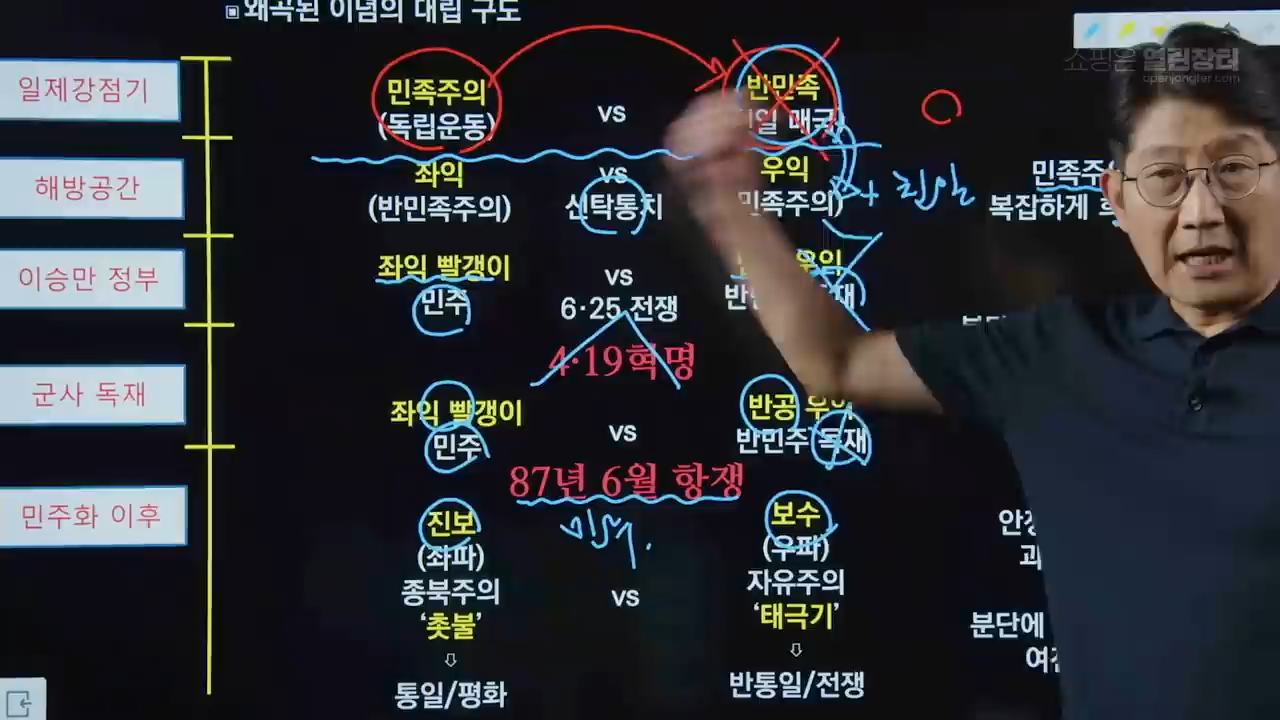 ▣ 왜곡된 이념의 대립 구도
쇼핑은 열린장터
openjangter.com
일제강점기
민족주의
(독립운동)
vs
반민족
해방공간
좌익
(반민족주의)
vs
신탁통치
우익
민족주의)
복잡하게
이승만 정부
좌익 빨갱이
민주
vs
6·25 전쟁
우익
4·19혁명
군사 독재
좌익 빨갱이
민주
vs
반공 우익
반민주 독재
87년 6월 항쟁
민주화 이후
진보
(좌파)
종북주의
‘촛불’
⇩
통일/평화
vs
보수
(우파)
자유주의
‘태극기’
⇩
반통일/전쟁
분단에